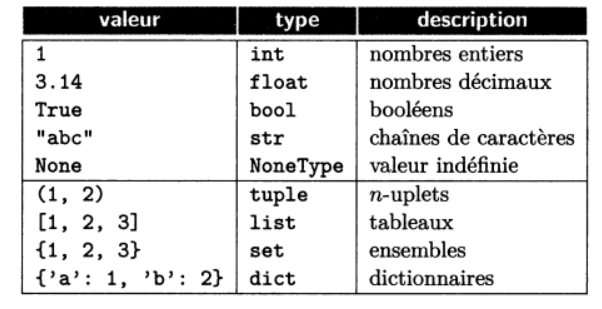 valeur type description
1 int nombres entiers
3.14 float nombres décimaux
True bool booléens
"abc" str chaînes de caractères
None NoneType valeur indéfinie
(1, 2) tuple n-uplets
[1, 2, 3] list tableaux
{1, 2, 3} set ensembles
{'a': 1, 'b': 2} dict dictionnaires